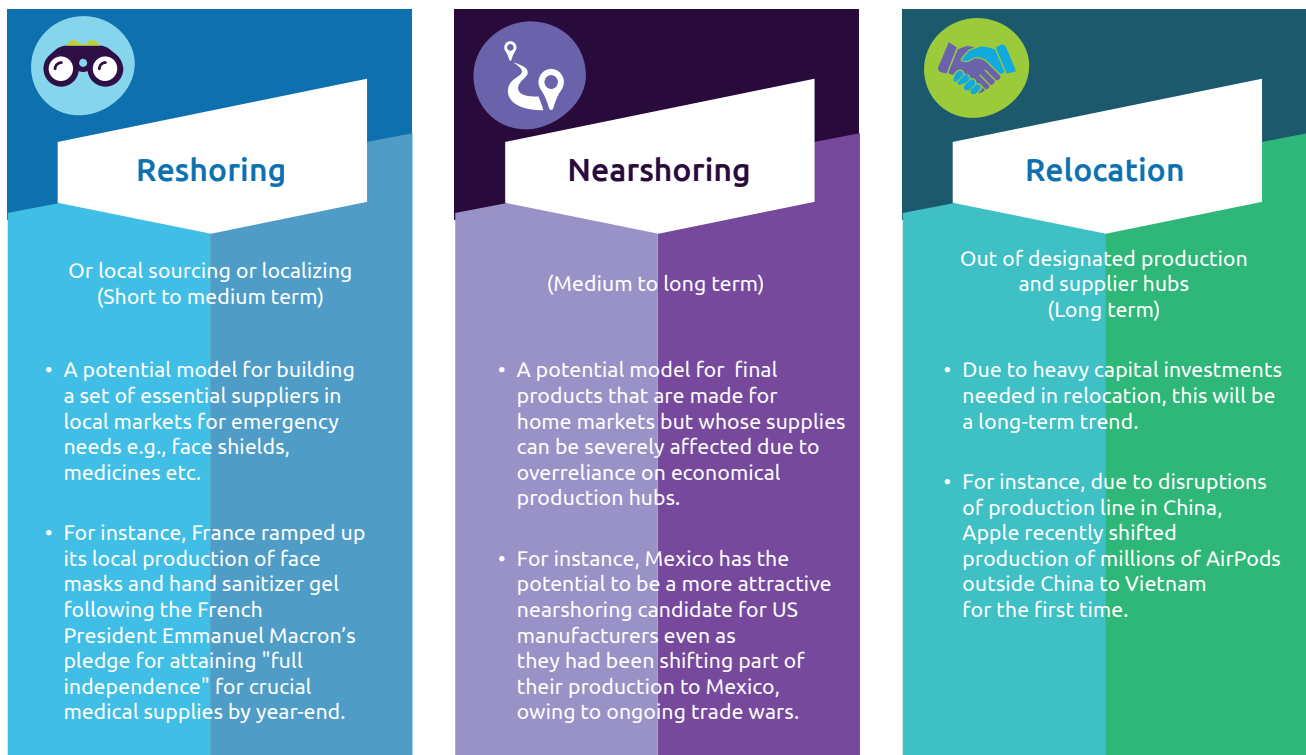 Reshoring
Or local sourcing or localizing
(Short to medium term)
• A potential model for building
a set of essential suppliers in
local markets for emergency
needs e.g., face shields,
medicines etc.
• For instance, France ramped up
its local production of face
masks and hand sanitizer gel
following the French
President Emmanuel Macron’s
pledge for attaining "full
independence" for crucial
medical supplies by year-end.
Nearshoring
(Medium to long term)
• A potential model for final
products that are made for
home markets but whose supplies
can be severely affected due to
overreliance on economical
production hubs.
• For instance, Mexico has the
potential to be a more attractive
nearshoring candidate for US
manufacturers even as
they had been shifting part of
their production to Mexico,
owing to ongoing trade wars.
Relocation
Out of designated production
and supplier hubs
(Long term)
• Due to heavy capital investments
needed in relocation, this will be
a long-term trend.
• For instance, due to disruptions
of production line in China,
Apple recently shifted
production of millions of AirPods
outside China to Vietnam
for the first time.